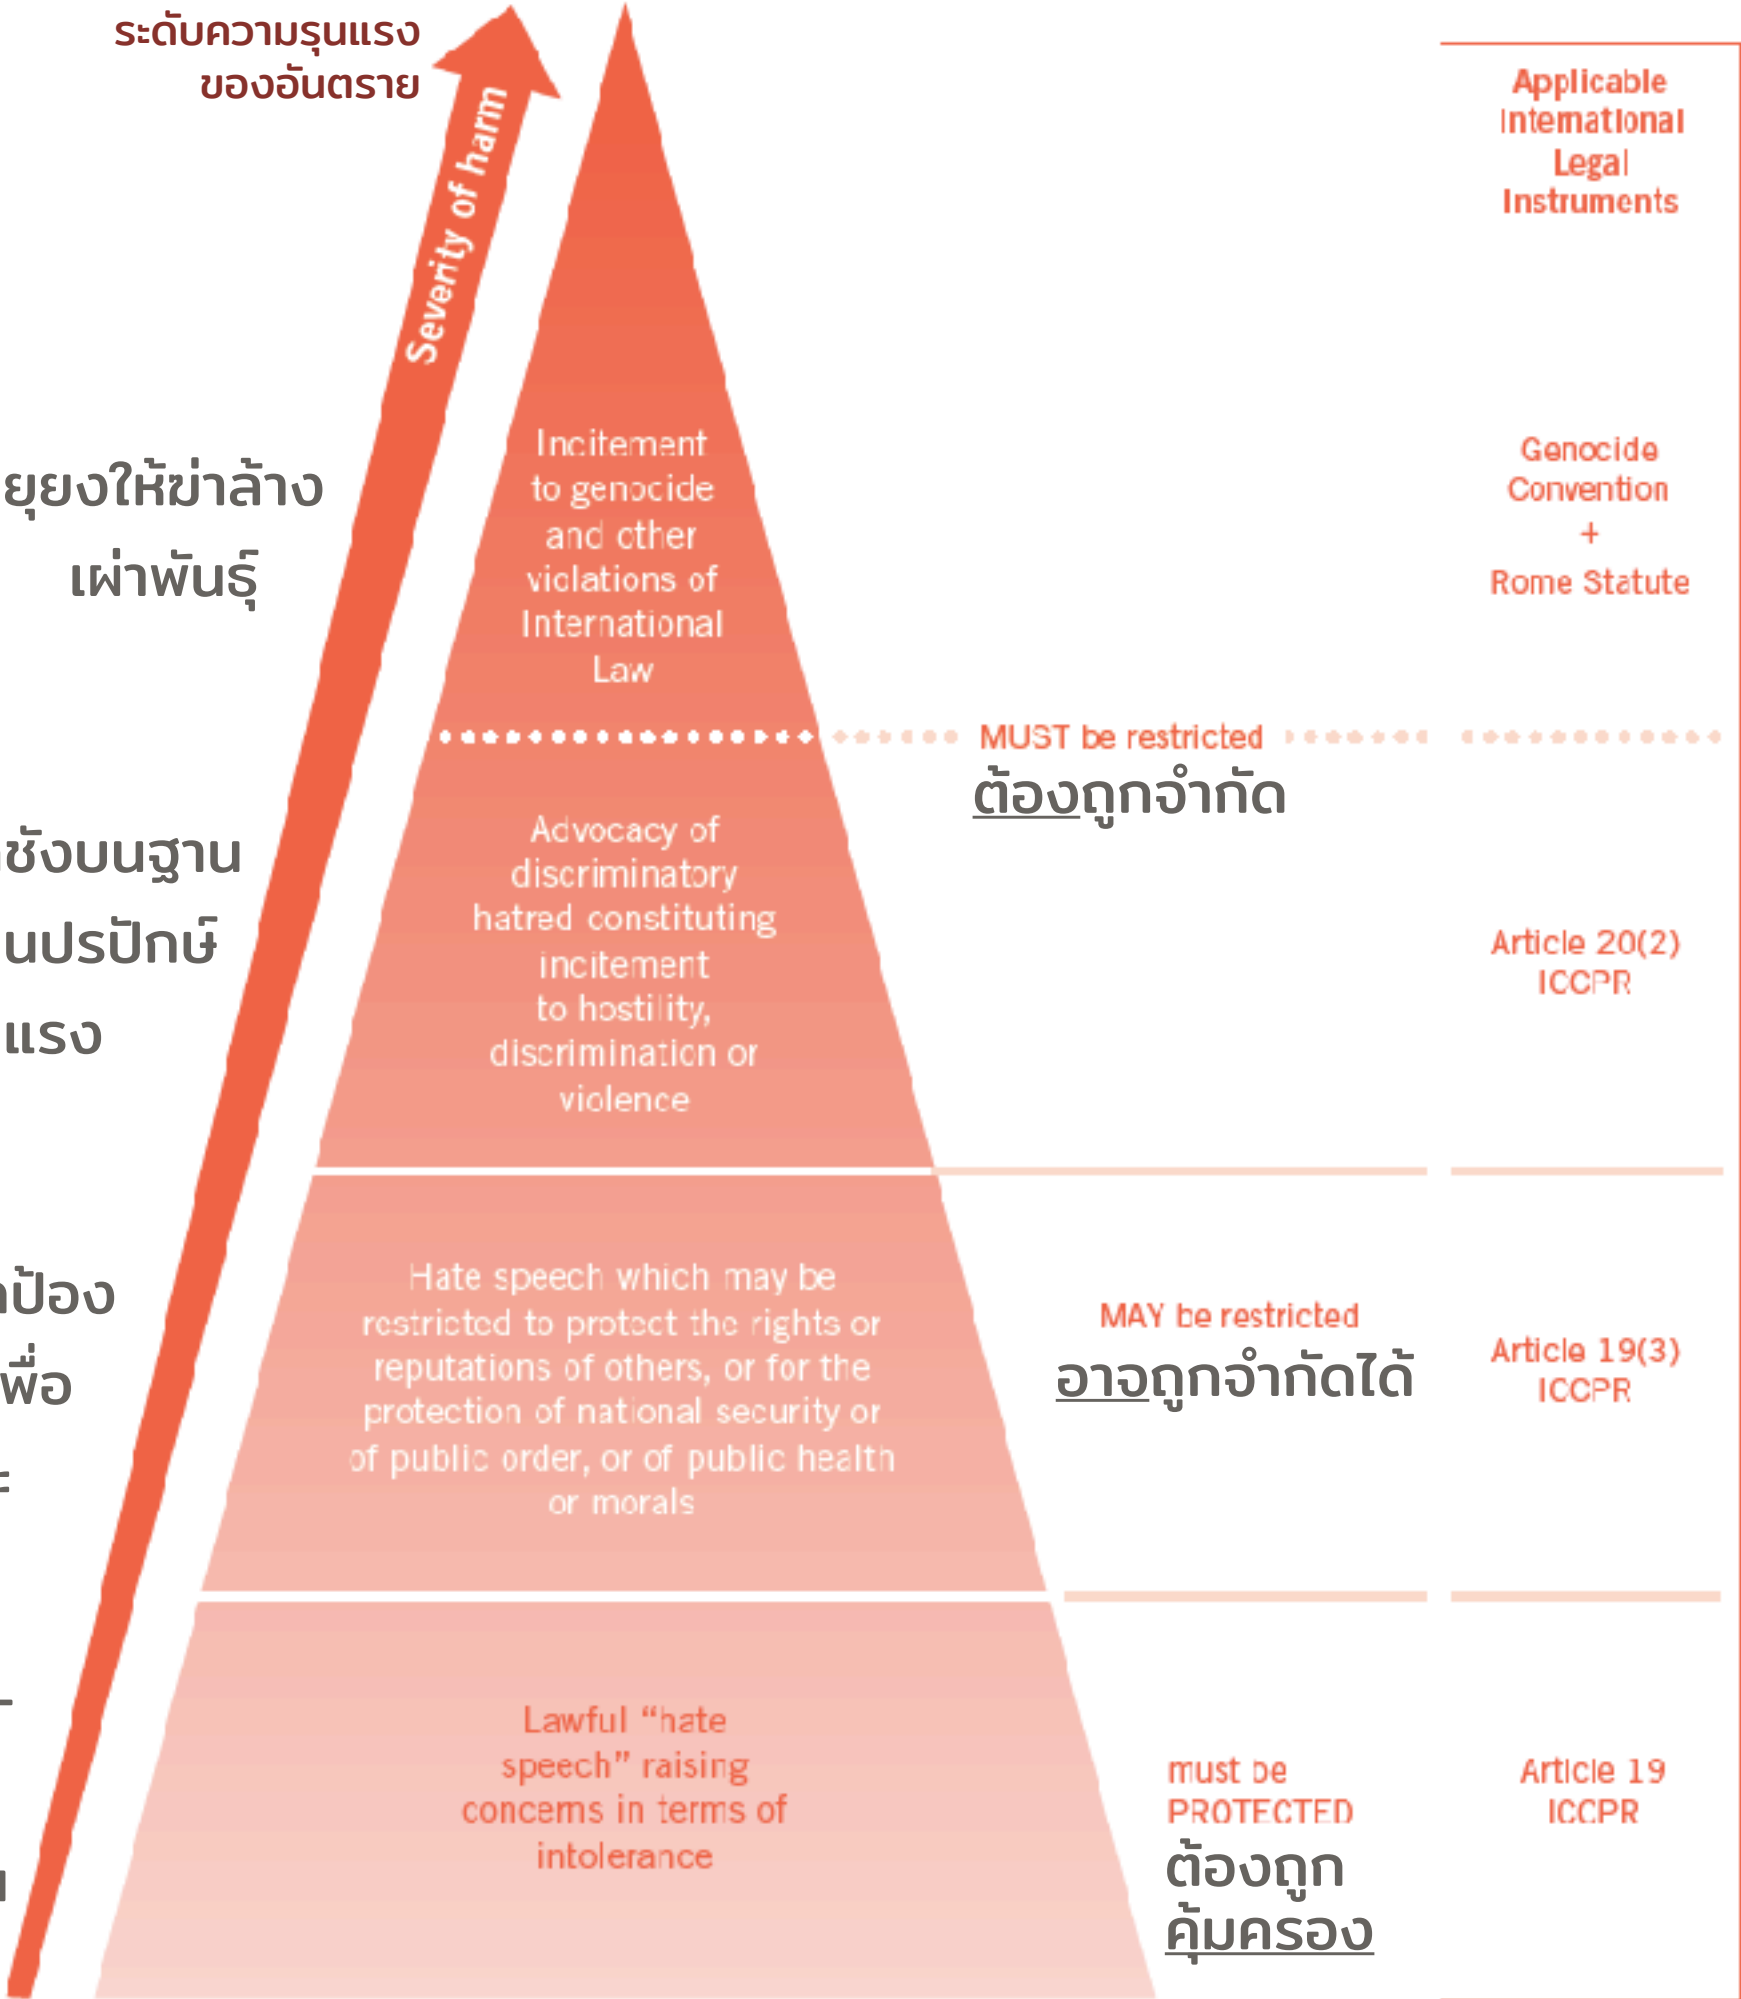 ระดับความรุนแรง
ของอันตราย
Severity of harm
Applicable
International
Legal
Instruments
ยุยงให้ฆ่าล้าง
เผ่าพันธุ์
Incitement
to genocide
and other
violations of
International
Law
Genocide
Convention
+
Rome Statute
MUST be restricted
ต้องถูกจำกัด
ชังบนฐาน
นปรปักษ์
แรง
Advocacy of
discriminatory
hatred constituting
incitement
to hostility,
discrimination or
violence
Article 20(2)
ICCPR
ป้อง
พื่อ
Hate speech which may be
restricted to protect the rights or
reputations of others, or for the
protection of national security or
of public order, or of public health
or morals
MAY be restricted
อาจถูกจำกัดได้
Article 19(3)
ICCPR
Lawful “hate
speech” raising
concerns in terms of
intolerance
must be
PROTECTED
ต้องถูก
คุ้มครอง
Article 19
ICCPR